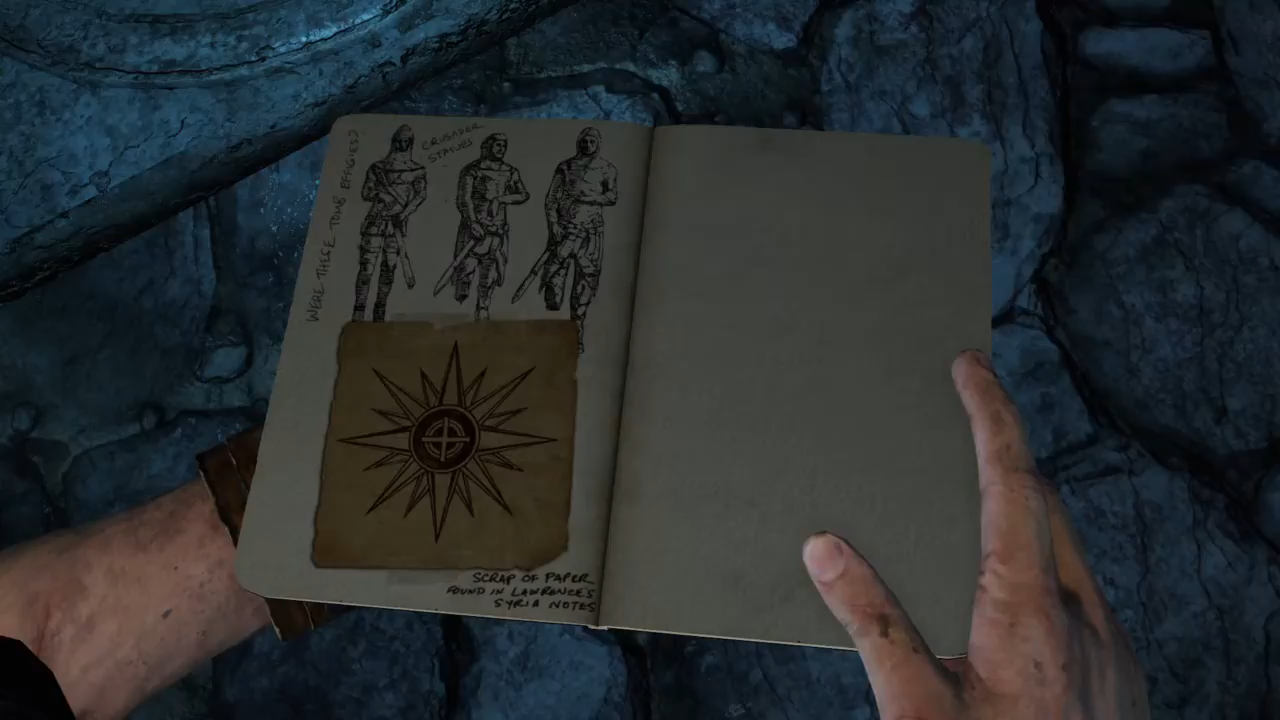 CRUSADER
STATUES
WERE THESE TOMB EFFIGIES?
SCRAP OF PAPER
FOUND IN LAWRENCE'S
SYRIA NOTES